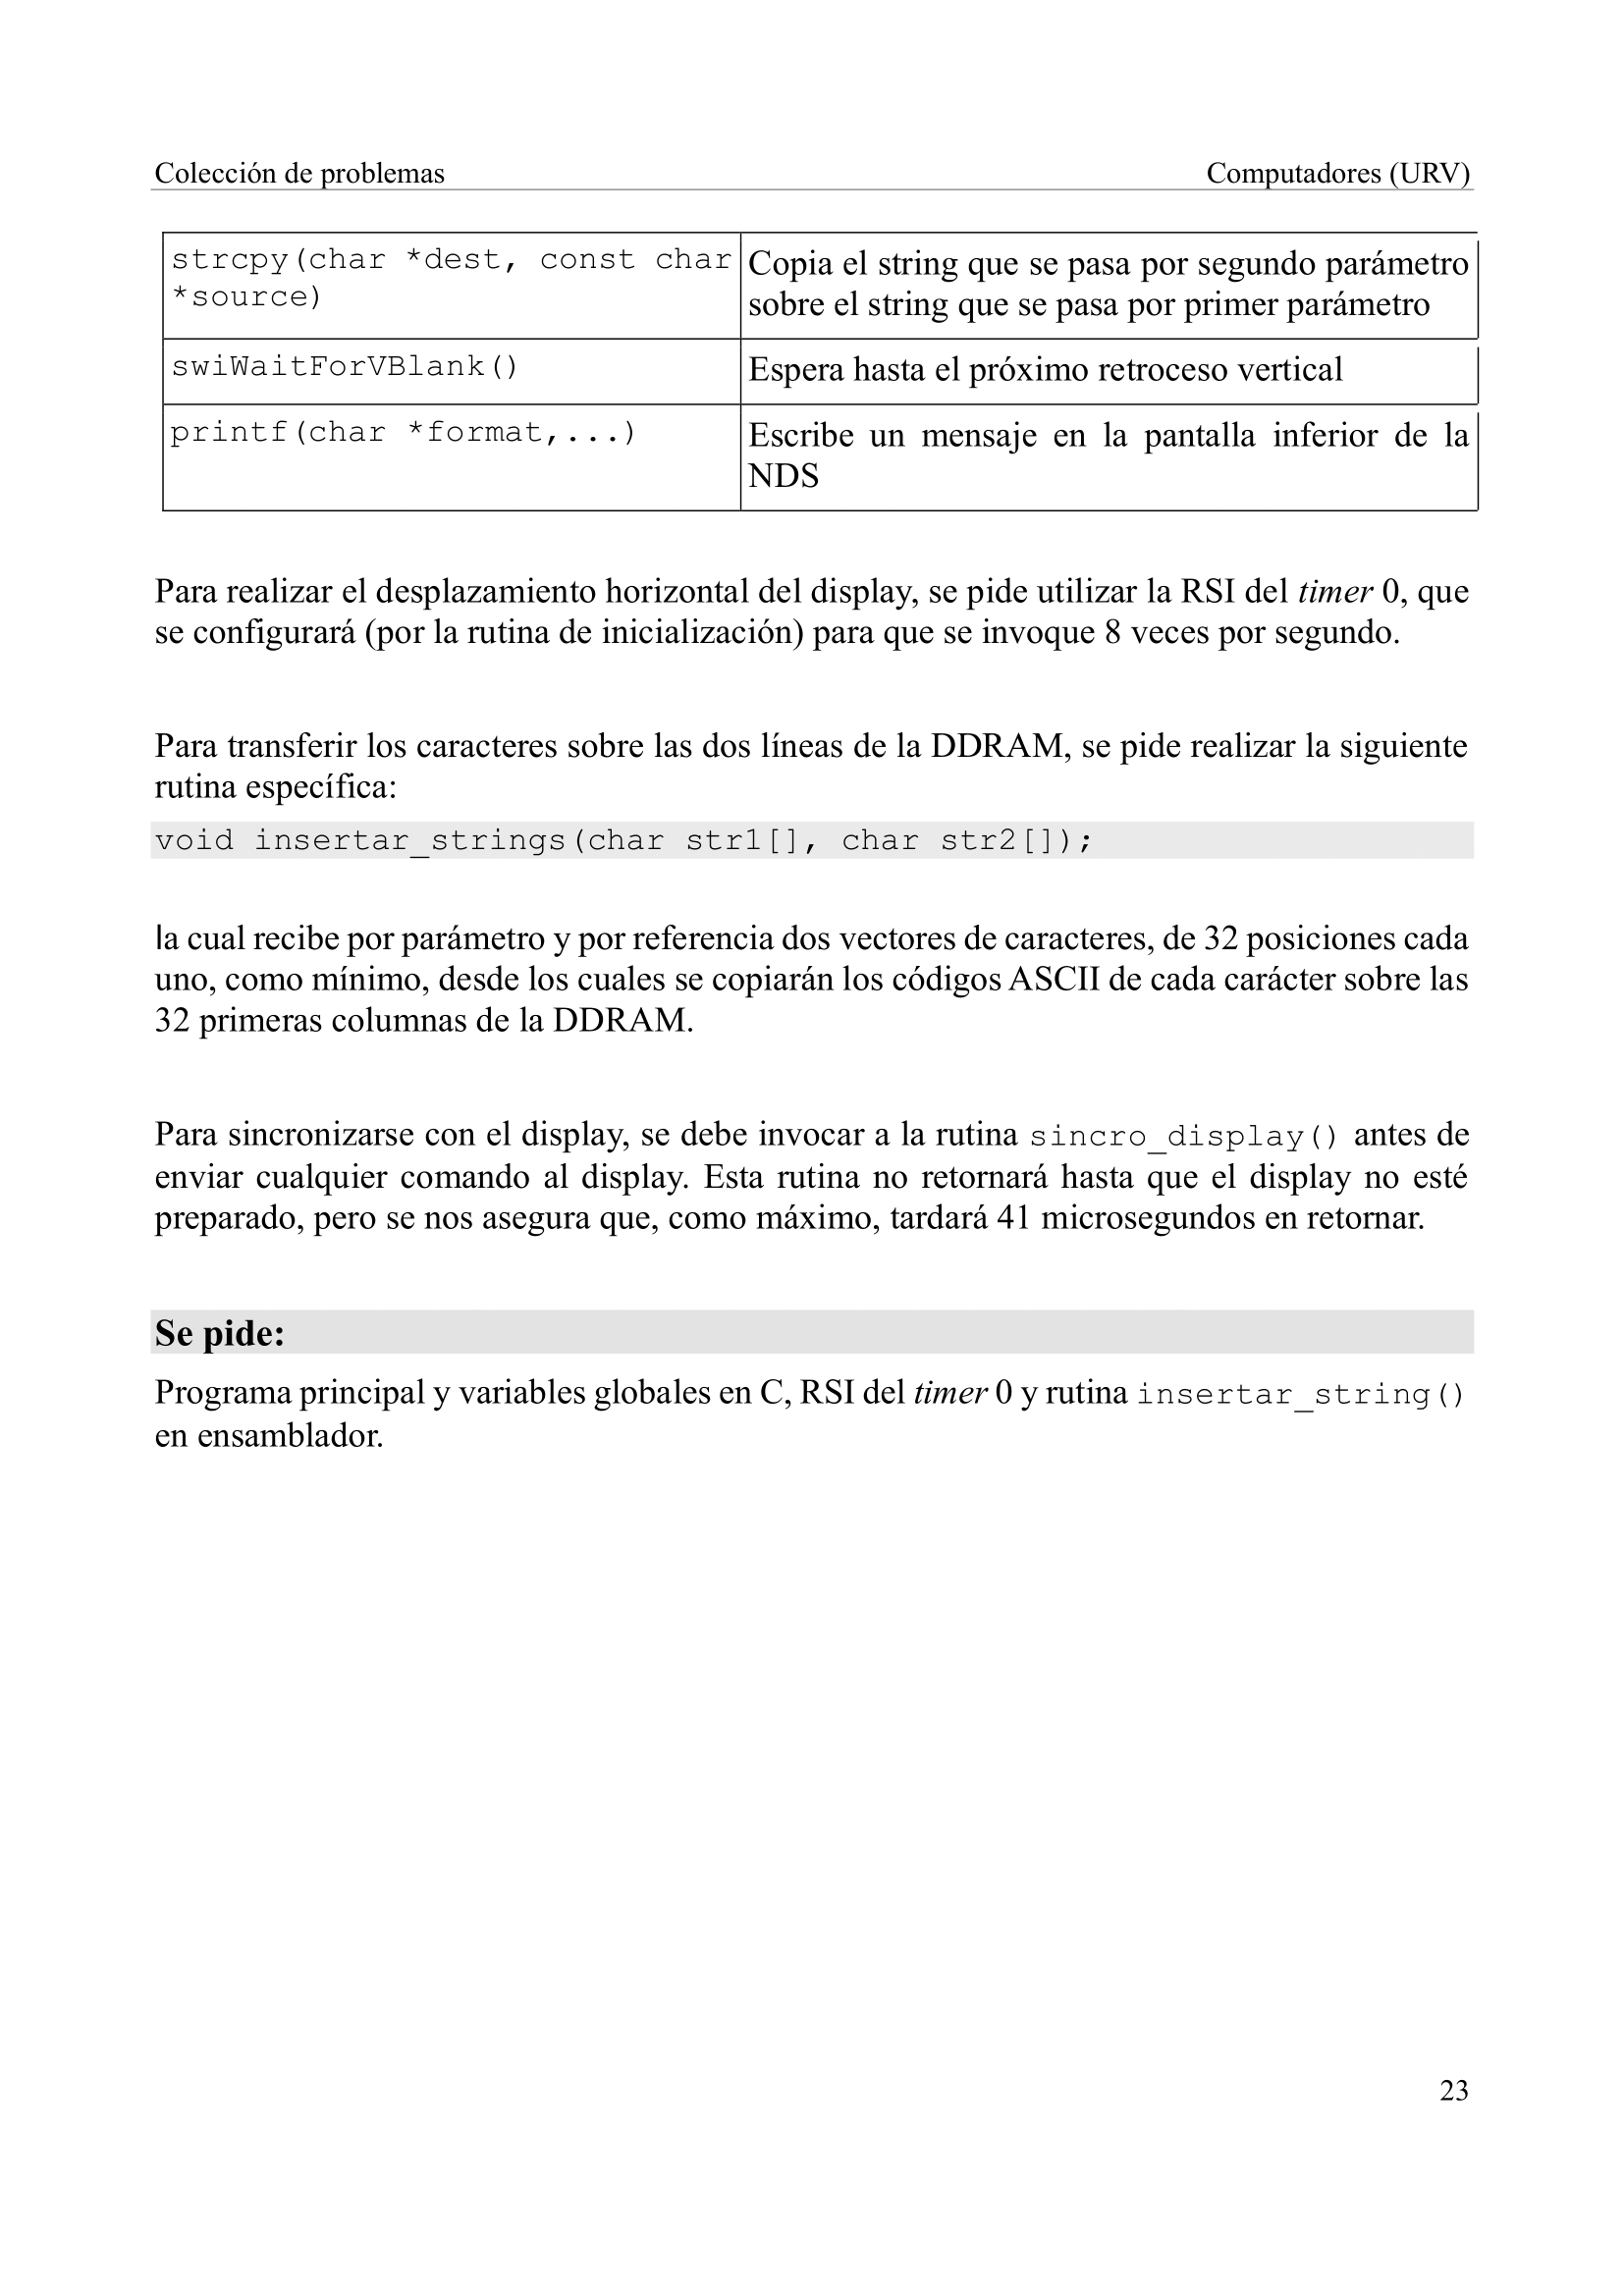 Colección de problemas Computadores (URV)
strcpy(char *dest, const char
*source)
Copia el string que se pasa por segundo parámetro
sobre el string que se pasa por primer parámetro
swiWaitForVBlank()
Espera hasta el próximo retroceso vertical
printf(char *format,...)
Escribe un mensaje en la pantalla inferior de la
NDS
Para realizar el desplazamiento horizontal del display, se pide utilizar la RSI del timer 0, que
se configurará (por la rutina de inicialización) para que se invoque 8 veces por segundo.
Para transferir los caracteres sobre las dos líneas de la DDRAM, se pide realizar la siguiente
rutina específica:
void insertar_strings(char str1[], char str2[]);
la cual recibe por parámetro y por referencia dos vectores de caracteres, de 32 posiciones cada
uno, como mínimo, desde los cuales se copiarán los códigos ASCII de cada carácter sobre las
32 primeras columnas de la DDRAM.
Para sincronizarse con el display, se debe invocar a la rutina sincro_display() antes de
enviar cualquier comando al display. Esta rutina no retornará hasta que el display no esté
preparado, pero se nos asegura que, como máximo, tardará 41 microsegundos en retornar.
Se pide:
Programa principal y variables globales en C, RSI del timer 0 y rutina insertar_string()
en ensamblador.
23